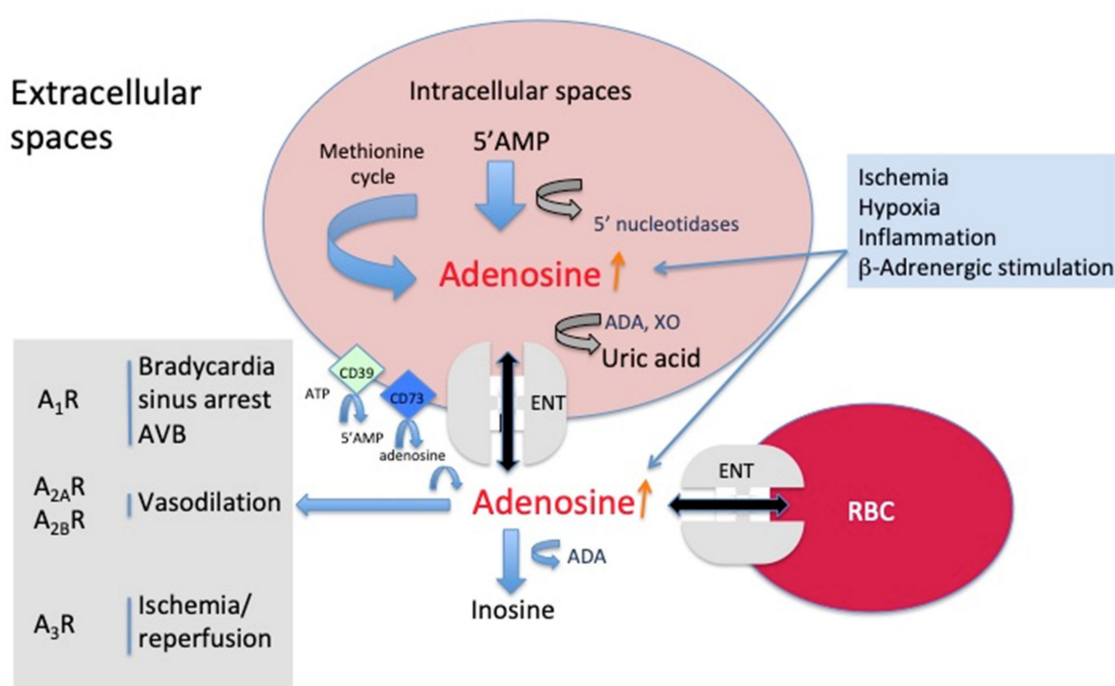 Extracellular
spaces
Intracellular spaces
5’AMP
Methionine
cycle
5’ nucleotidases
Adenosine
ADA, XO
Uric acid
Ischemia
Hypoxia
Inflammation
β-Adrenergic stimulation
CD39
ATP
CD73
5’AMP
adenosine
ENT
Adenosine
ENT
RBC
ADA
Inosine
A₁R
Bradycardia
sinus arrest
AVB
A₂ₐR
A₂ᵦR
Vasodilation
A₃R
Ischemia/
reperfusion